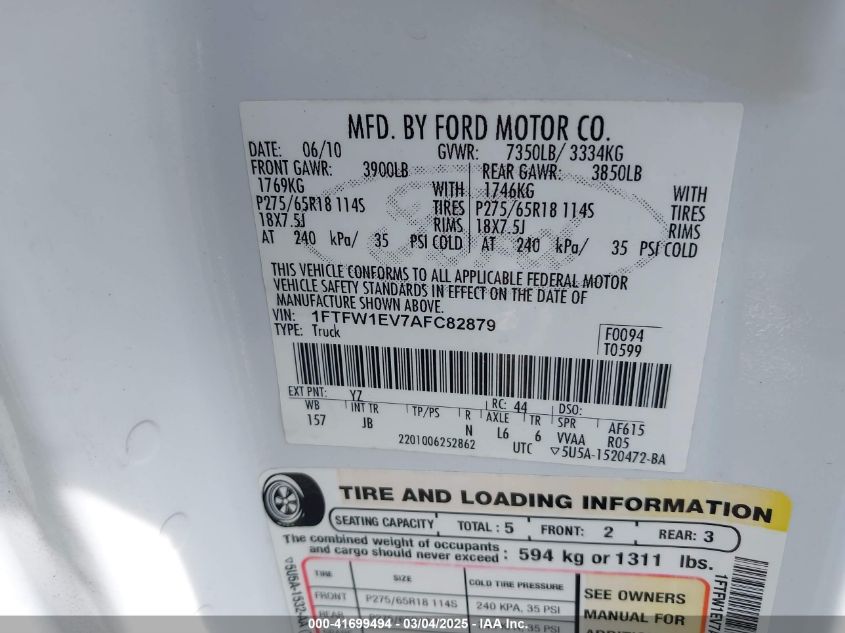 MFD. BY FORD MOTOR CO.
DATE: 06/10 GVWR: 7350LB/ 3334KG
FRONT GAWR: 3900LB REAR GAWR: 3850LB
1769KG WITH 1746KG WITH
P275/65R18 114S TIRES P275/65R18 114S TIRES
18X7.5J RIMS 18X7.5J RIMS
AT 240 kPa/ 35 PSI COLD AT 240 kPa/ 35 PSI COLD
THIS VEHICLE CONFORMS TO ALL APPLICABLE FEDERAL MOTOR
VEHICLE SAFETY STANDARDS IN EFFECT ON THE DATE OF
MANUFACTURE SHOWN ABOVE.
VIN: 1FTFW1EV7AFC82879
TYPE: Truck
F0094
T0599
EXT PNT: YZ RC: 44 DSO:
WB INT TR TP/PS R AXLE TR SPR AF615
157 JB N L6 6 VVAA R05
2201006252862 UTC ▽5U5A-1520472-BA
TIRE AND LOADING INFORMATION
SEATING CAPACITY TOTAL : 5 FRONT: 2 REAR: 3
The combined weight of occupants
and cargo should never exceed : 594 kg or 1311 lbs.
TIRE SIZE COLD TIRE PRESSURE
FRONT P275/65R18 114S 240 KPA, 35 PSI
REAR 35 PSI
SEE OWNERS
MANUAL FOR
▽5U5A-1532-AA
1FTFW1EV7
000-41699494 — 03/04/2025 — IAA Inc.